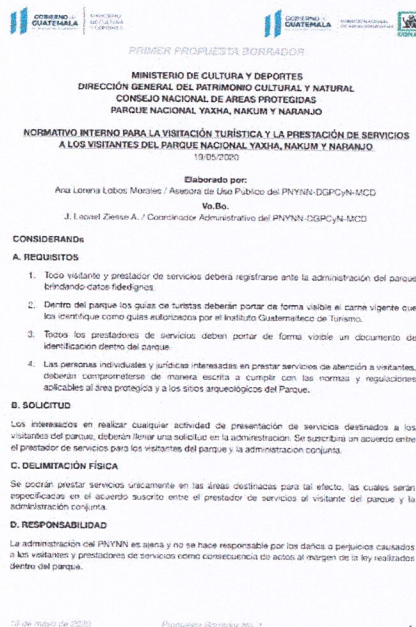 GOBIERNO de
GUATEMALA
MINISTERIO
DE CULTURA
Y DEPORTES
GOBIERNO de
GUATEMALA
CONSEJO NACIONAL
DE ÁREAS PROTEGIDAS
CONAP
PRIMER PROPUESTA BORRADOR
MINISTERIO DE CULTURA Y DEPORTES
DIRECCIÓN GENERAL DEL PATRIMONIO CULTURAL Y NATURAL
CONSEJO NACIONAL DE AREAS PROTEGIDAS
PARQUE NACIONAL YAXHA, NAKUM Y NARANJO
NORMATIVO INTERNO PARA LA VISITACIÓN TURÍSTICA Y LA PRESTACIÓN DE SERVICIOS
A LOS VISITANTES DEL PARQUE NACIONAL YAXHA, NAKUM Y NARANJO
19/05/2020
Elaborado por:
Ana Lorena Lobos Morales / Asesora de Uso Público del PNYNN-DGPCyN-MCD
Vo.Bo.
J. Leonel Ziesse A. / Coordinador Administrativo del PNYNN-DGPCyN-MCD
CONSIDERANDs
A. REQUISITOS
1. Todo visitante y prestador de servicios deberá registrarse ante la administración del parque
brindando datos fidedignos.
2. Dentro del parque los guías de turistas deberán portar de forma visible el carné vigente que
los identifique como guías autorizados por el Instituto Guatemalteco de Turismo.
3. Todos los prestadores de servicios deben portar de forma visible un documento de
identificación dentro del parque.
4. Las personas individuales y jurídicas interesadas en prestar servicios de atención a visitantes,
deberán comprometerse de manera escrita a cumplir con las normas y regulaciones
aplicables al área protegida y a los sitios arqueológicos del Parque.
B. SOLICITUD
Los interesados en realizar cualquier actividad de presentación de servicios destinados a los
visitantes del parque, deberán llenar una solicitud en la administración. Se suscribirá un acuerdo entre
el prestador de servicios para los visitantes del parque y la administracion conjunta.
C. DELIMITACIÓN FÍSICA
Se podrán prestar servicios únicamente en las áreas destinadas para tal efecto, las cuales serán
especificadas en el acuerdo suscrito entre el prestador de servicios al visitante del parque y la
administración conjunta.
D. RESPONSABILIDAD
La administración del PNYNN es ajena y no se hace responsable por los daños o perjuicios causados
a los visitantes y prestadores de servicios como consecuencia de actos al margen de la ley realizados
dentro del parque.
19 de mayo de 2020
Propuesta Borrador No. 1